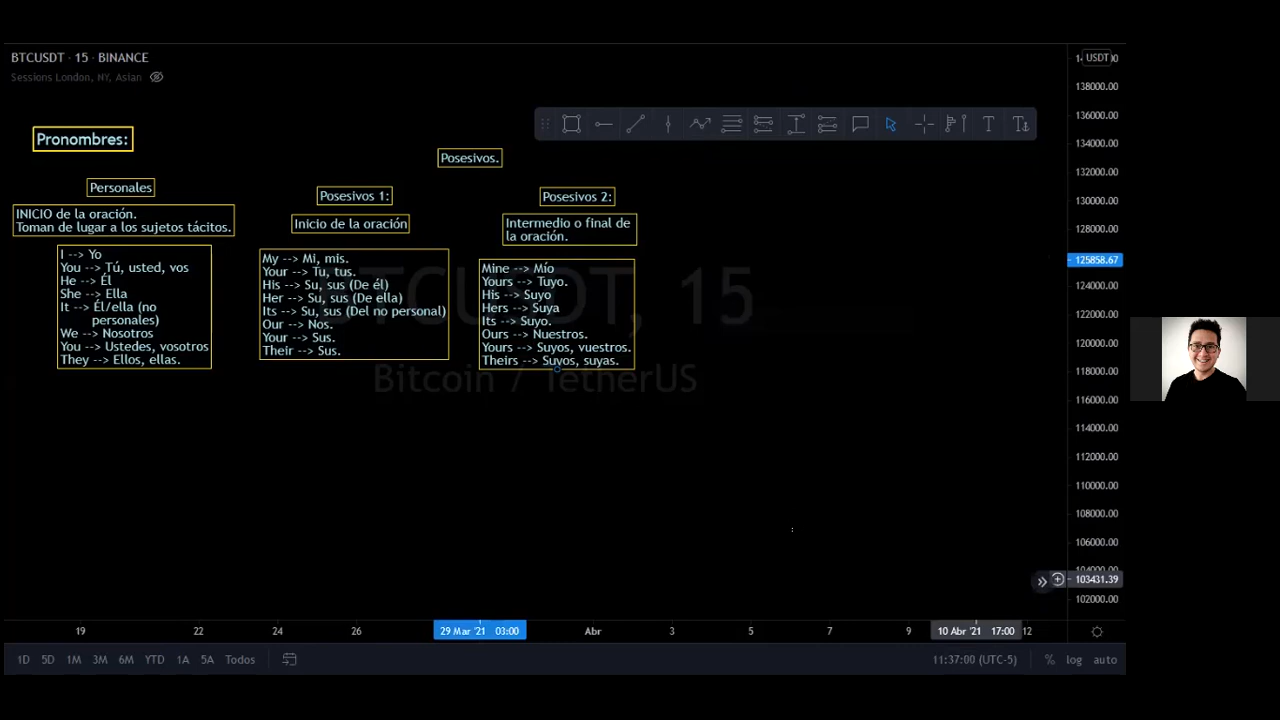 BTCUSDT · 15 · BINANCE
Sessions London, NY, Asian
Pronombres:
Personales
INICIO de la oración.
Toman de lugar a los sujetos tácitos.
I --> Yo
You --> Tú, usted, vos
He --> Él
She --> Ella
It --> Él/ella (no
personales)
We --> Nosotros
You --> Ustedes, vosotros
They --> Ellos, ellas.
Posesivos.
Posesivos 1:
Inicio de la oración
My --> Mi, mis.
Your --> Tu, tus.
His --> Su, sus (De él)
Her --> Su, sus (De ella)
Its --> Su, sus (Del no personal)
Our --> Nos.
Your --> Sus.
Their --> Sus.
Posesivos 2:
Intermedio o final de
la oración.
Mine --> Mío
Yours --> Tuyo.
His --> Suyo
Hers --> Suya
Its --> Suyo.
Ours --> Nuestros.
Yours --> Suyos, vuestros.
Theirs --> Suyos, suyas.
BTCUSDT, 15
Bitcoin / TetherUS
USDT
138000.00
136000.00
134000.00
132000.00
130000.00
128000.00
125858.67
124000.00
122000.00
120000.00
118000.00
116000.00
114000.00
112000.00
110000.00
108000.00
106000.00
104000.00
103431.39
102000.00
19 22 24 26 29 Mar '21 03:00 Abr 3 5 7 9 10 Abr '21 17:00 12
1D 5D 1M 3M 6M YTD 1A 5A Todos 11:37:00 (UTC-5) % log auto